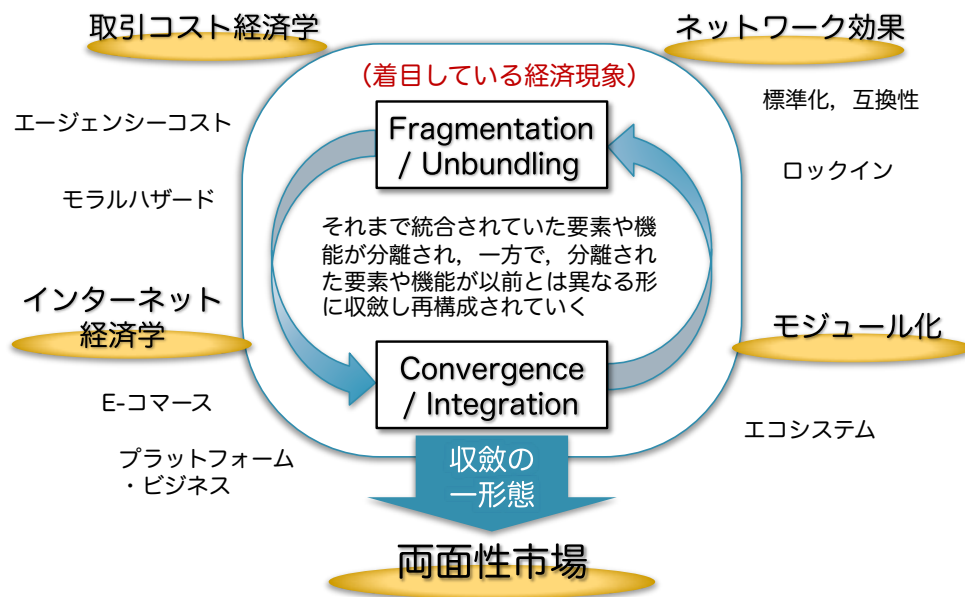 取引コスト経済学
ネットワーク効果
(着目している経済現象)
標準化，互換性
エージェンシーコスト
Fragmentation
/ Unbundling
ロックイン
モラルハザード
それまで統合されていた要素や機
能が分離され，一方で，分離され
た要素や機能が以前とは異なる形
に収斂し再構成されていく
インターネット
経済学
モジュール化
Convergence
/ Integration
E-コマース
エコシステム
プラットフォーム
・ビジネス
収斂の
一形態
両面性市場